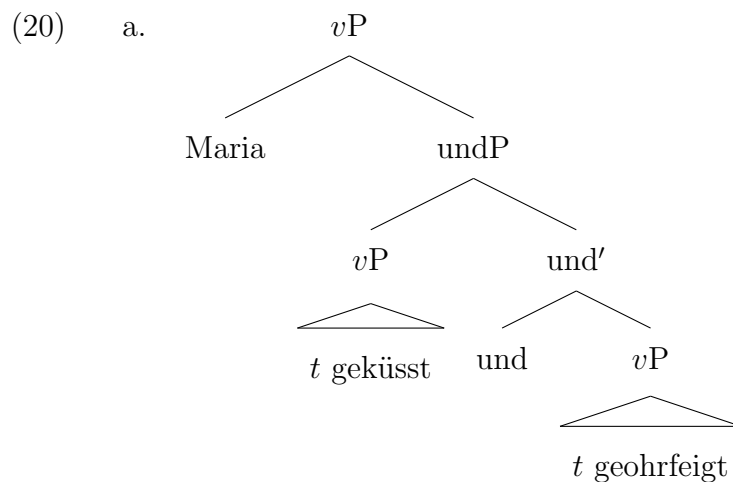 (20) a. vP
Maria undP
vP und′
t geküsst und vP
t geohrfeigt